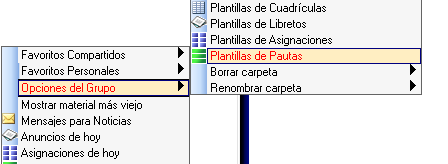 Plantillas de Cuadrículas
Plantillas de Libretos
Plantillas de Asignaciones
Plantillas de Pautas
Borrar carpeta
Renombrar carpeta
Favoritos Compartidos
Favoritos Personales
Opciones del Grupo
Mostrar material más viejo
Mensajes para Noticias
Anuncios de hoy
Asignaciones de hoy